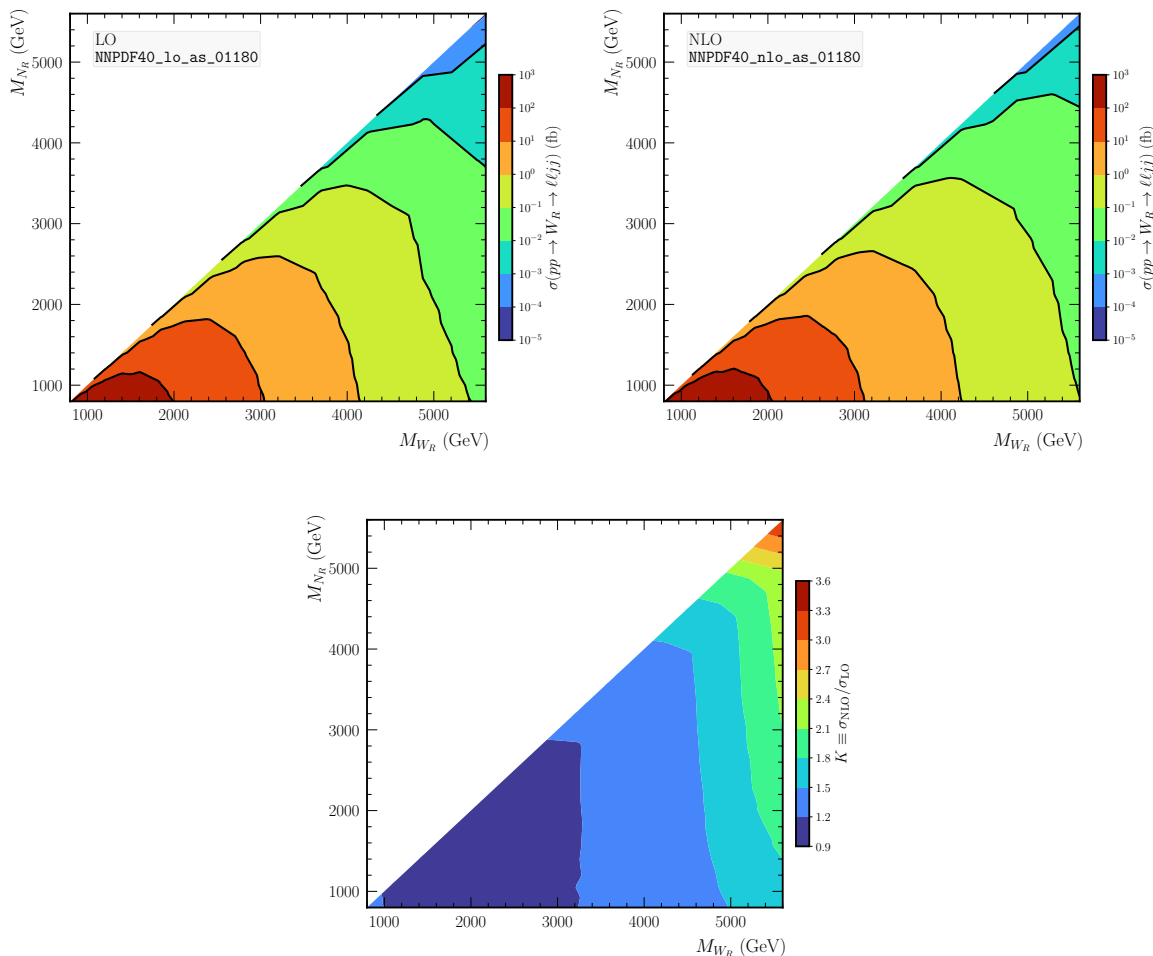 LO
NNPDF40_lo_as_01180
M_{N_R} (GeV)
5000
4000
3000
2000
1000
1000 2000 3000 4000 5000
M_{W_R} (GeV)
10^3
10^2
10^1
10^0
10^{-1}
10^{-2}
10^{-3}
10^{-4}
10^{-5}
σ(pp → W_R → ℓℓjj) (fb)
NLO
NNPDF40_nlo_as_01180
M_{N_R} (GeV)
5000
4000
3000
2000
1000
1000 2000 3000 4000 5000
M_{W_R} (GeV)
10^3
10^2
10^1
10^0
10^{-1}
10^{-2}
10^{-3}
10^{-4}
10^{-5}
σ(pp → W_R → ℓℓjj) (fb)
M_{N_R} (GeV)
5000
4000
3000
2000
1000
1000 2000 3000 4000 5000
M_{W_R} (GeV)
3.6
3.3
3.0
2.7
2.4
2.1
1.8
1.5
1.2
0.9
K ≡ σ_{NLO}/σ_{LO}